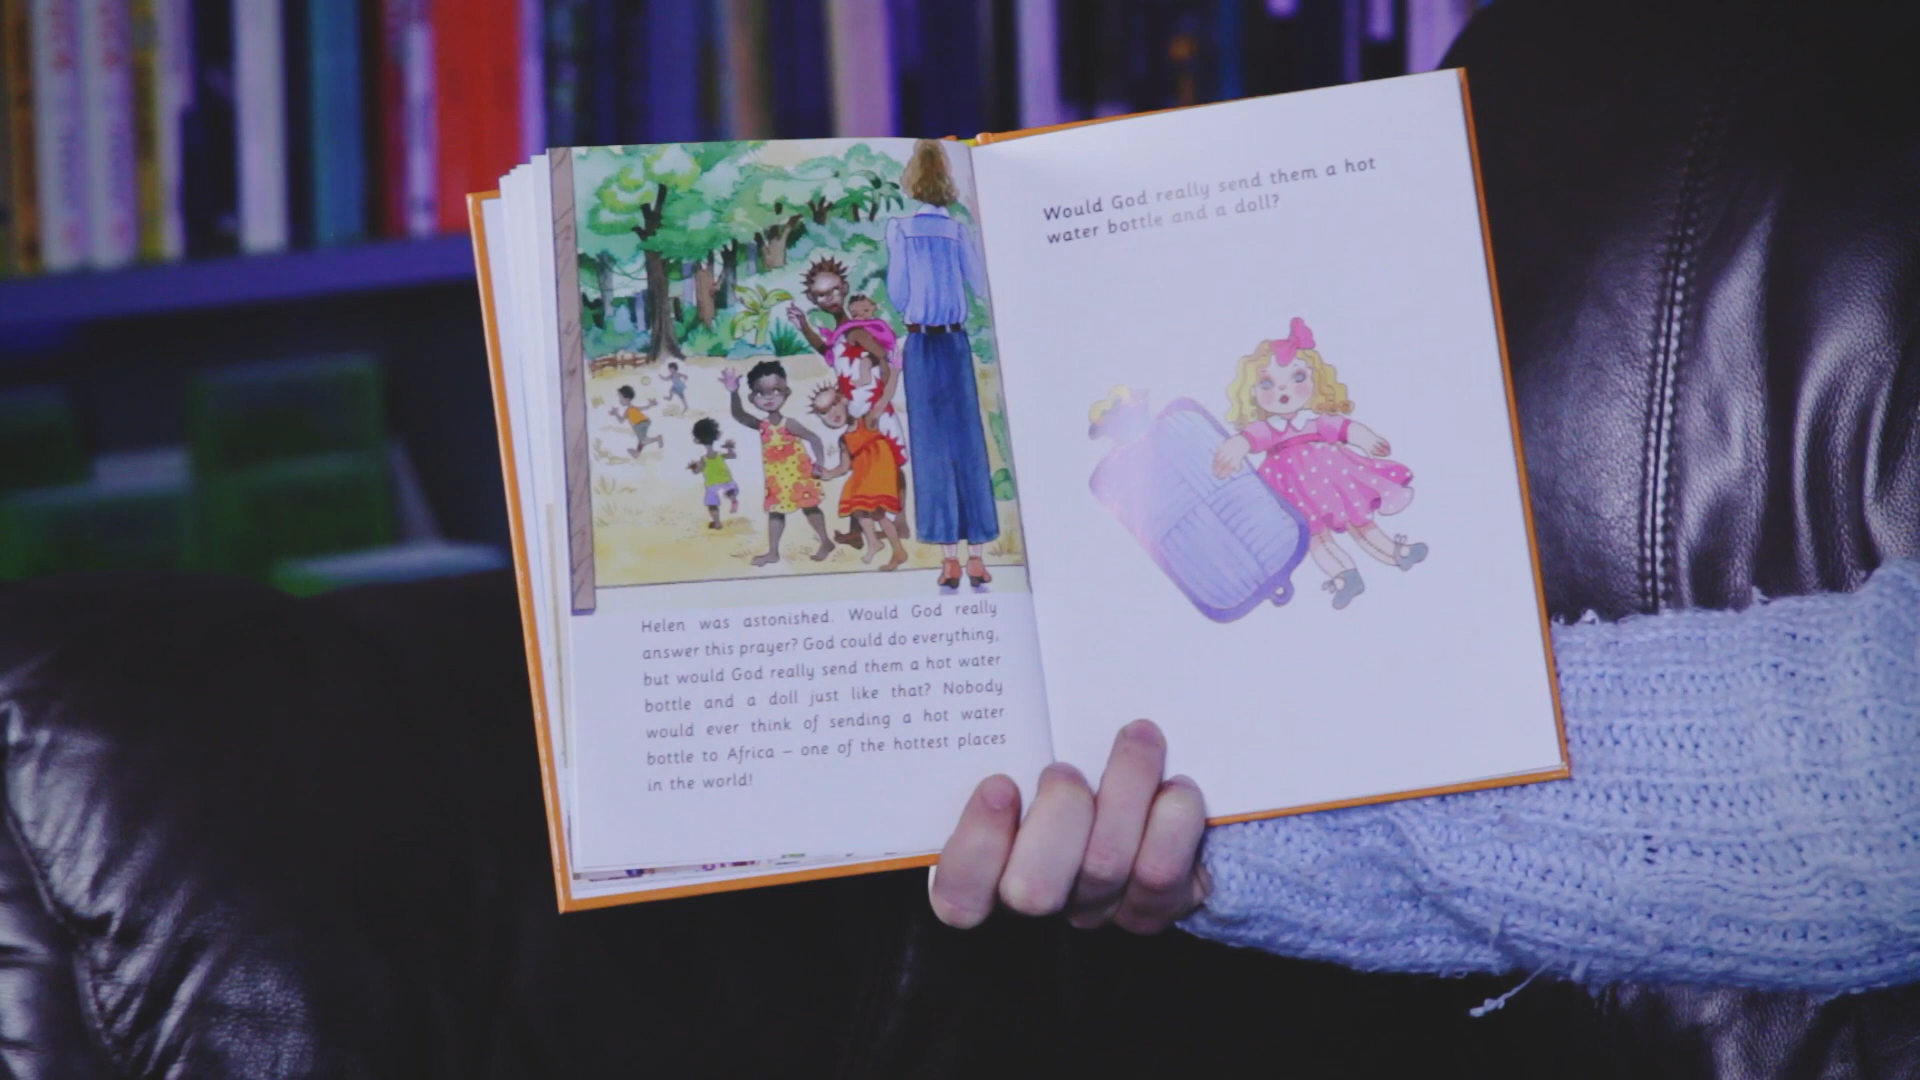 Helen was astonished. Would God really
answer this prayer? God could do everything,
but would God really send them a hot water
bottle and a doll just like that? Nobody
would ever think of sending a hot water
bottle to Africa – one of the hottest places
in the world!
Would God really send them a hot
water bottle and a doll?